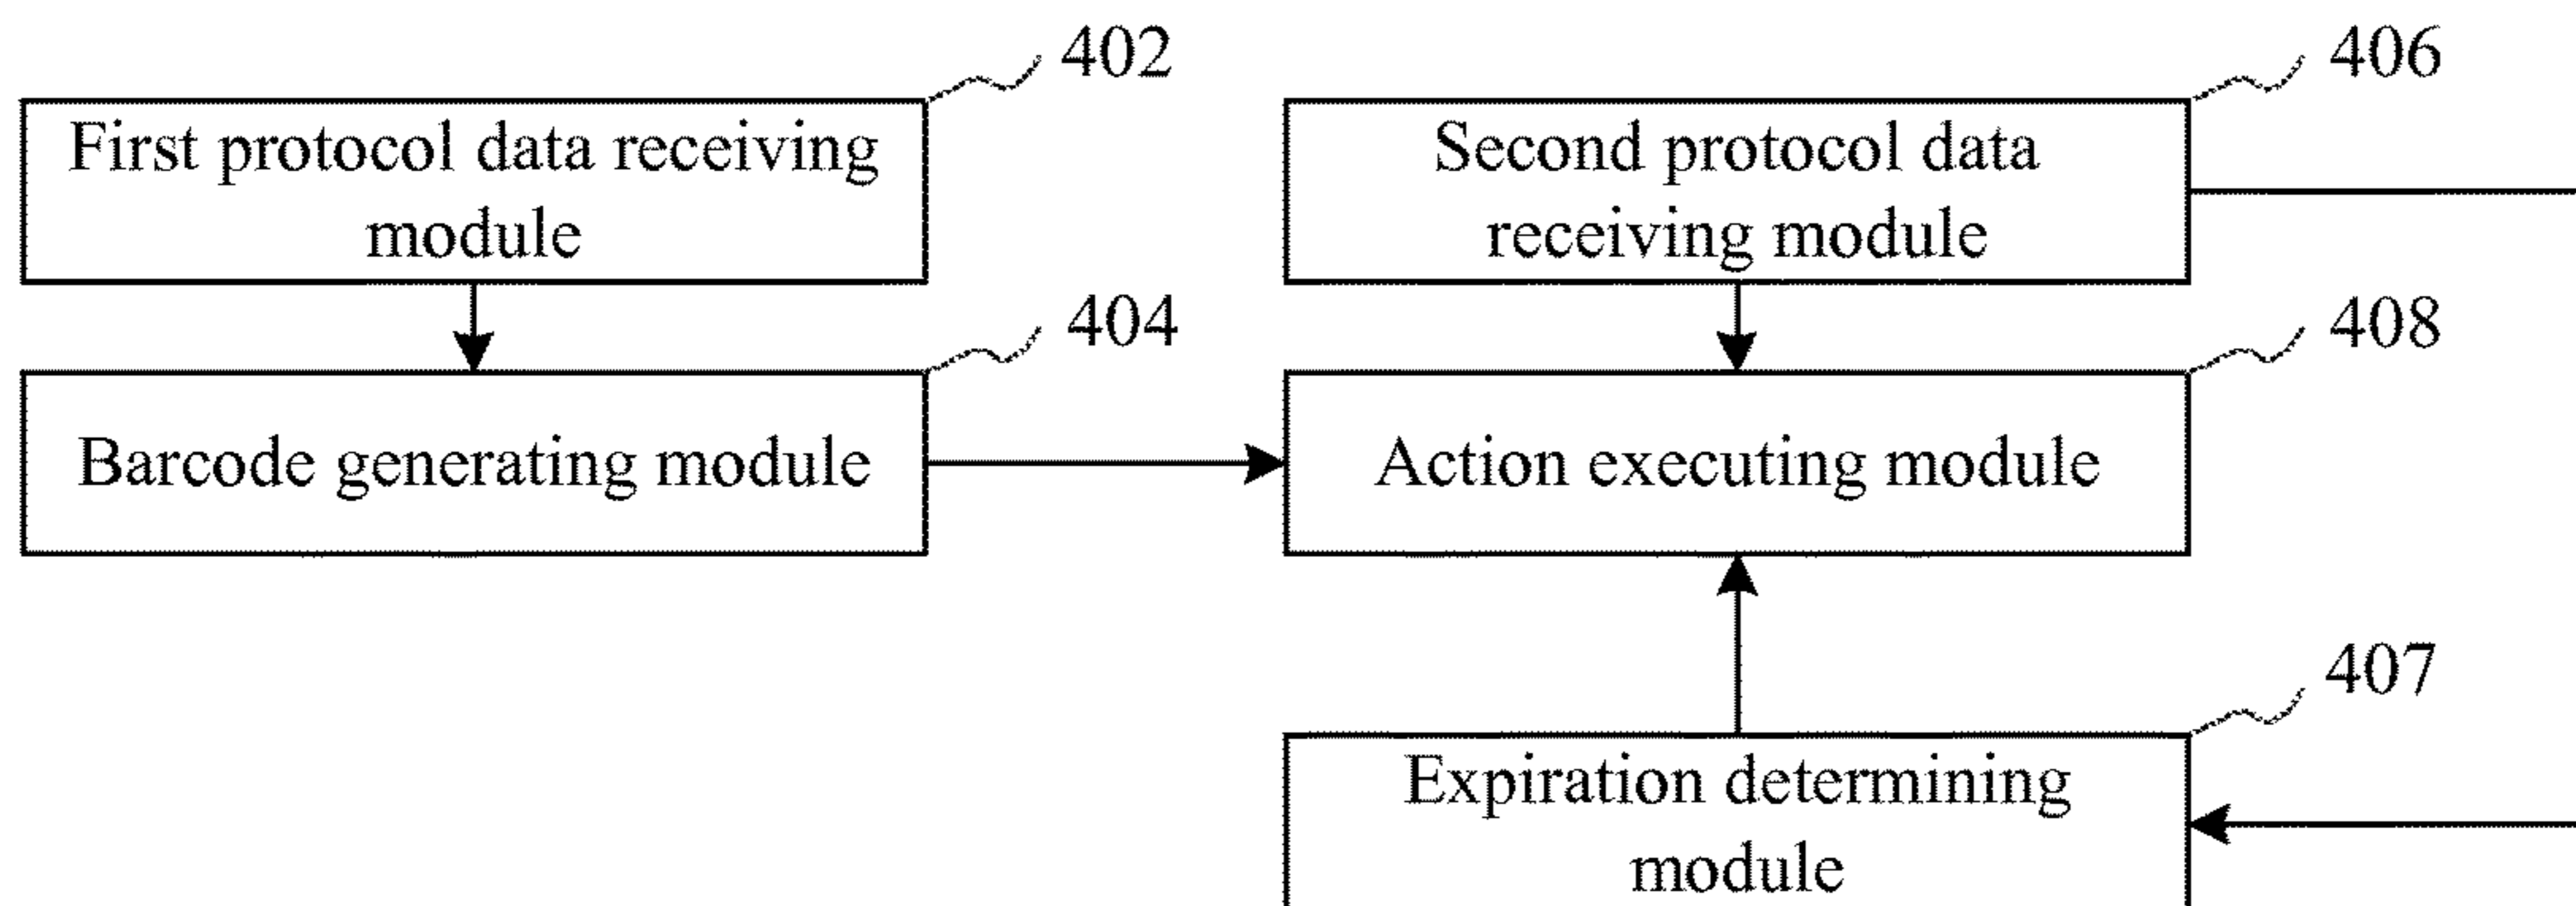 402
First protocol data receiving
module
404
Barcode generating module
406
Second protocol data
receiving module
408
Action executing module
407
Expiration determining
module